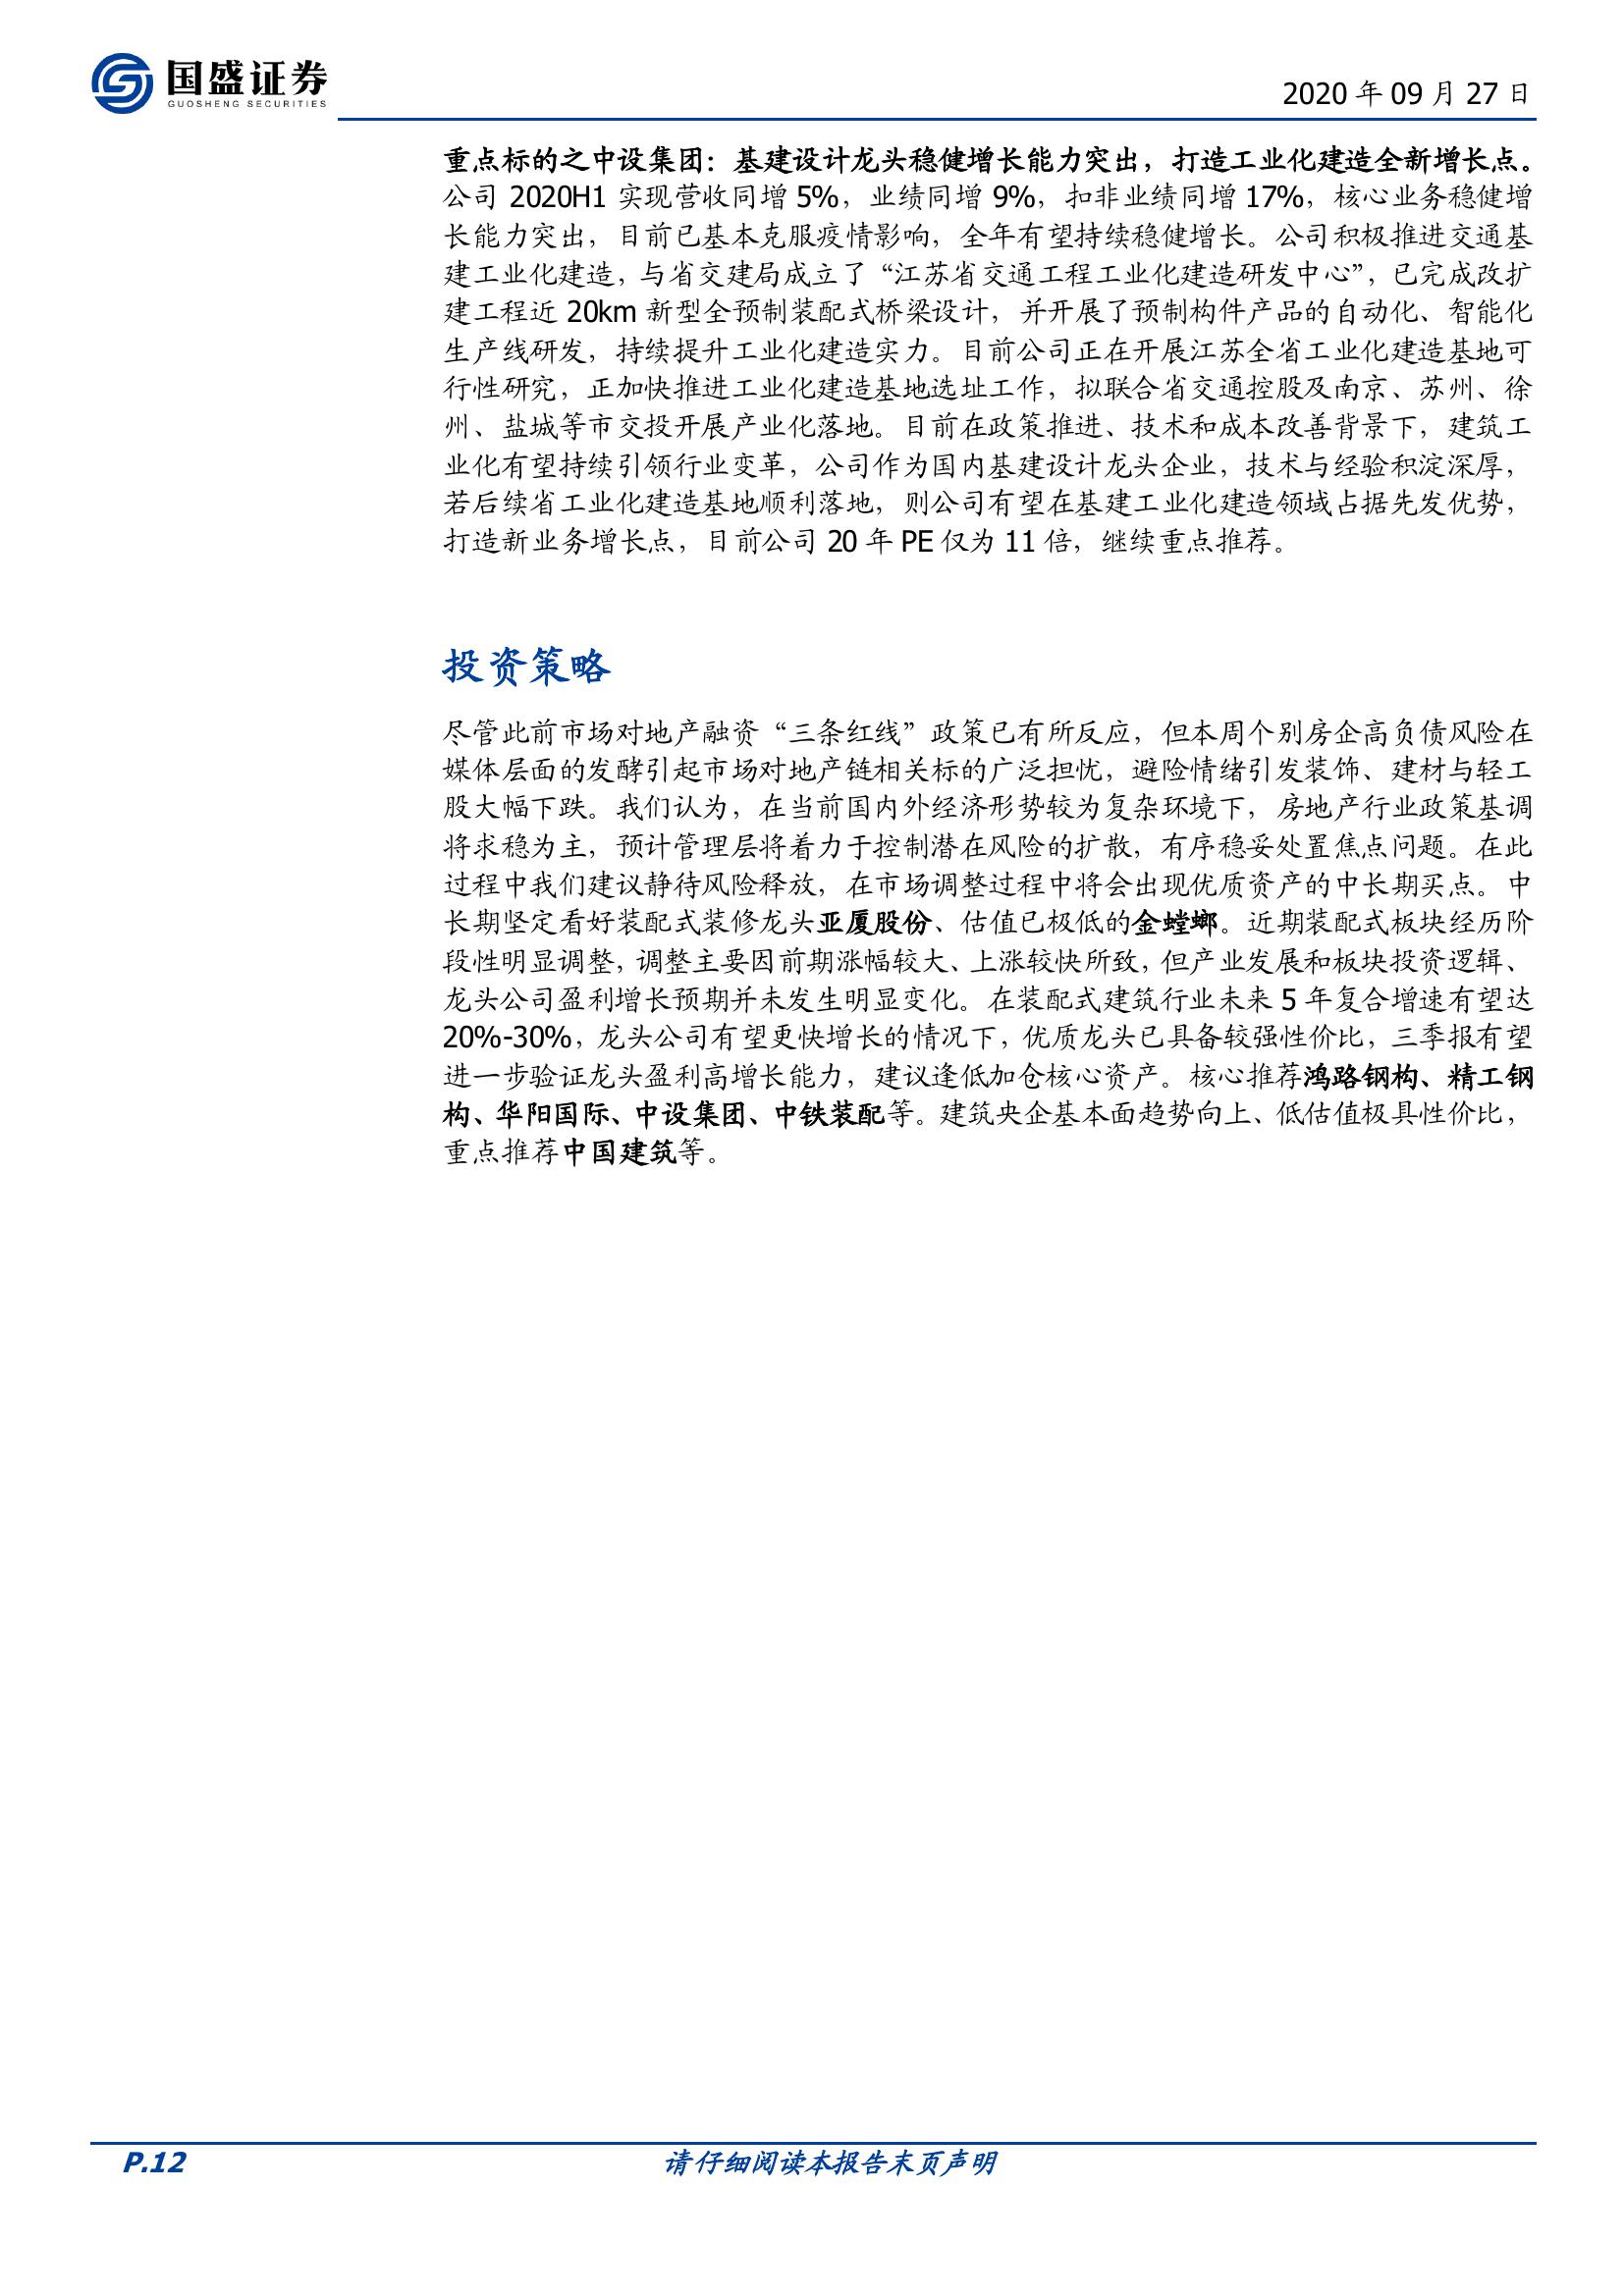 国盛证券
GUOSHENG SECURITIES
2020 年 09 月 27 日
重点标的之中设集团：基建设计龙头稳健增长能力突出，打造工业化建造全新增长点。
公司 2020H1 实现营收同增 5%，业绩同增 9%，扣非业绩同增 17%，核心业务稳健增
长能力突出，目前已基本克服疫情影响，全年有望持续稳健增长。公司积极推进交通基
建工业化建造，与省交建局成立了“江苏省交通工程工业化建造研发中心”，已完成改扩
建工程近 20km 新型全预制装配式桥梁设计，并开展了预制构件产品的自动化、智能化
生产线研发，持续提升工业化建造实力。目前公司正在开展江苏全省工业化建造基地可
行性研究，正加快推进工业化建造基地选址工作，拟联合省交通控股及南京、苏州、徐
州、盐城等市交投开展产业化落地。目前在政策推进、技术和成本改善背景下，建筑工
业化有望持续引领行业变革，公司作为国内基建设计龙头企业，技术与经验积淀深厚，
若后续省工业化建造基地顺利落地，则公司有望在基建工业化建造领域占据先发优势，
打造新业务增长点，目前公司 20 年 PE 仅为 11 倍，继续重点推荐。
投资策略
尽管此前市场对地产融资“三条红线”政策已有所反应，但本周个别房企高负债风险在
媒体层面的发酵引起市场对地产链相关标的广泛担忧，避险情绪引发装饰、建材与轻工
股大幅下跌。我们认为，在当前国内外经济形势较为复杂环境下，房地产行业政策基调
将求稳为主，预计管理层将着力于控制潜在风险的扩散，有序稳妥处置焦点问题。在此
过程中我们建议静待风险释放，在市场调整过程中将会出现优质资产的中长期买点。中
长期坚定看好装配式装修龙头亚厦股份、估值已极低的金螳螂。近期装配式板块经历阶
段性明显调整，调整主要因前期涨幅较大、上涨较快所致，但产业发展和板块投资逻辑、
龙头公司盈利增长预期并未发生明显变化。在装配式建筑行业未来 5 年复合增速有望达
20%-30%，龙头公司有望更快增长的情况下，优质龙头已具备较强性价比，三季报有望
进一步验证龙头盈利高增长能力，建议逢低加仓核心资产。核心推荐鸿路钢构、精工钢
构、华阳国际、中设集团、中铁装配等。建筑央企基本面趋势向上、低估值极具性价比，
重点推荐中国建筑等。
P.12
请仔细阅读本报告末页声明